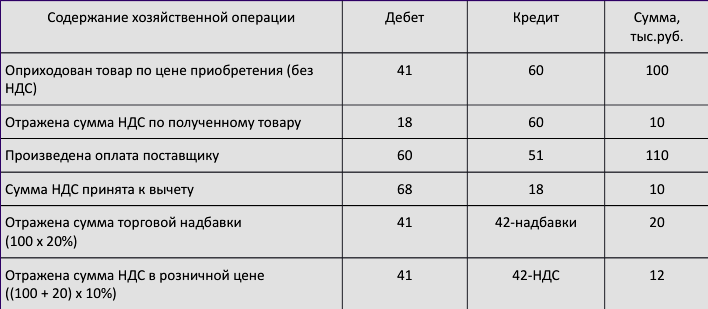 Содержание хозяйственной операции Дебет Кредит Сумма,
тыс.руб.
Оприходован товар по цене приобретения (без 41 60 100
НДС)
Отражена сумма НДС по полученному товару 18 60 10
Произведена оплата поставщику 60 51 110
Сумма НДС принята к вычету 68 18 10
Отражена сумма торговой надбавки 41 42-надбавки 20
(100 х 20%)
Отражена сумма НДС в розничной цене 41 42-НДС 12
((100 + 20) х 10%)